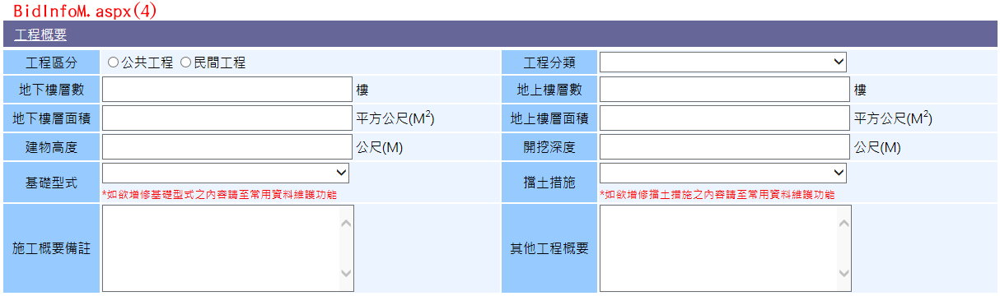 BidInfoM.aspx(4)
工程概要
工程區分 公共工程 民間工程 工程分類
地下樓層數 樓 地上樓層數 樓
地下樓層面積 平方公尺(M²) 地上樓層面積 平方公尺(M²)
建物高度 公尺(M) 開挖深度 公尺(M)
基礎型式 *如欲增修基礎型式之內容請至常用資料維護功能 擋土措施 *如欲增修擋土措施之內容請至常用資料維護功能
施工概要備註 其他工程概要